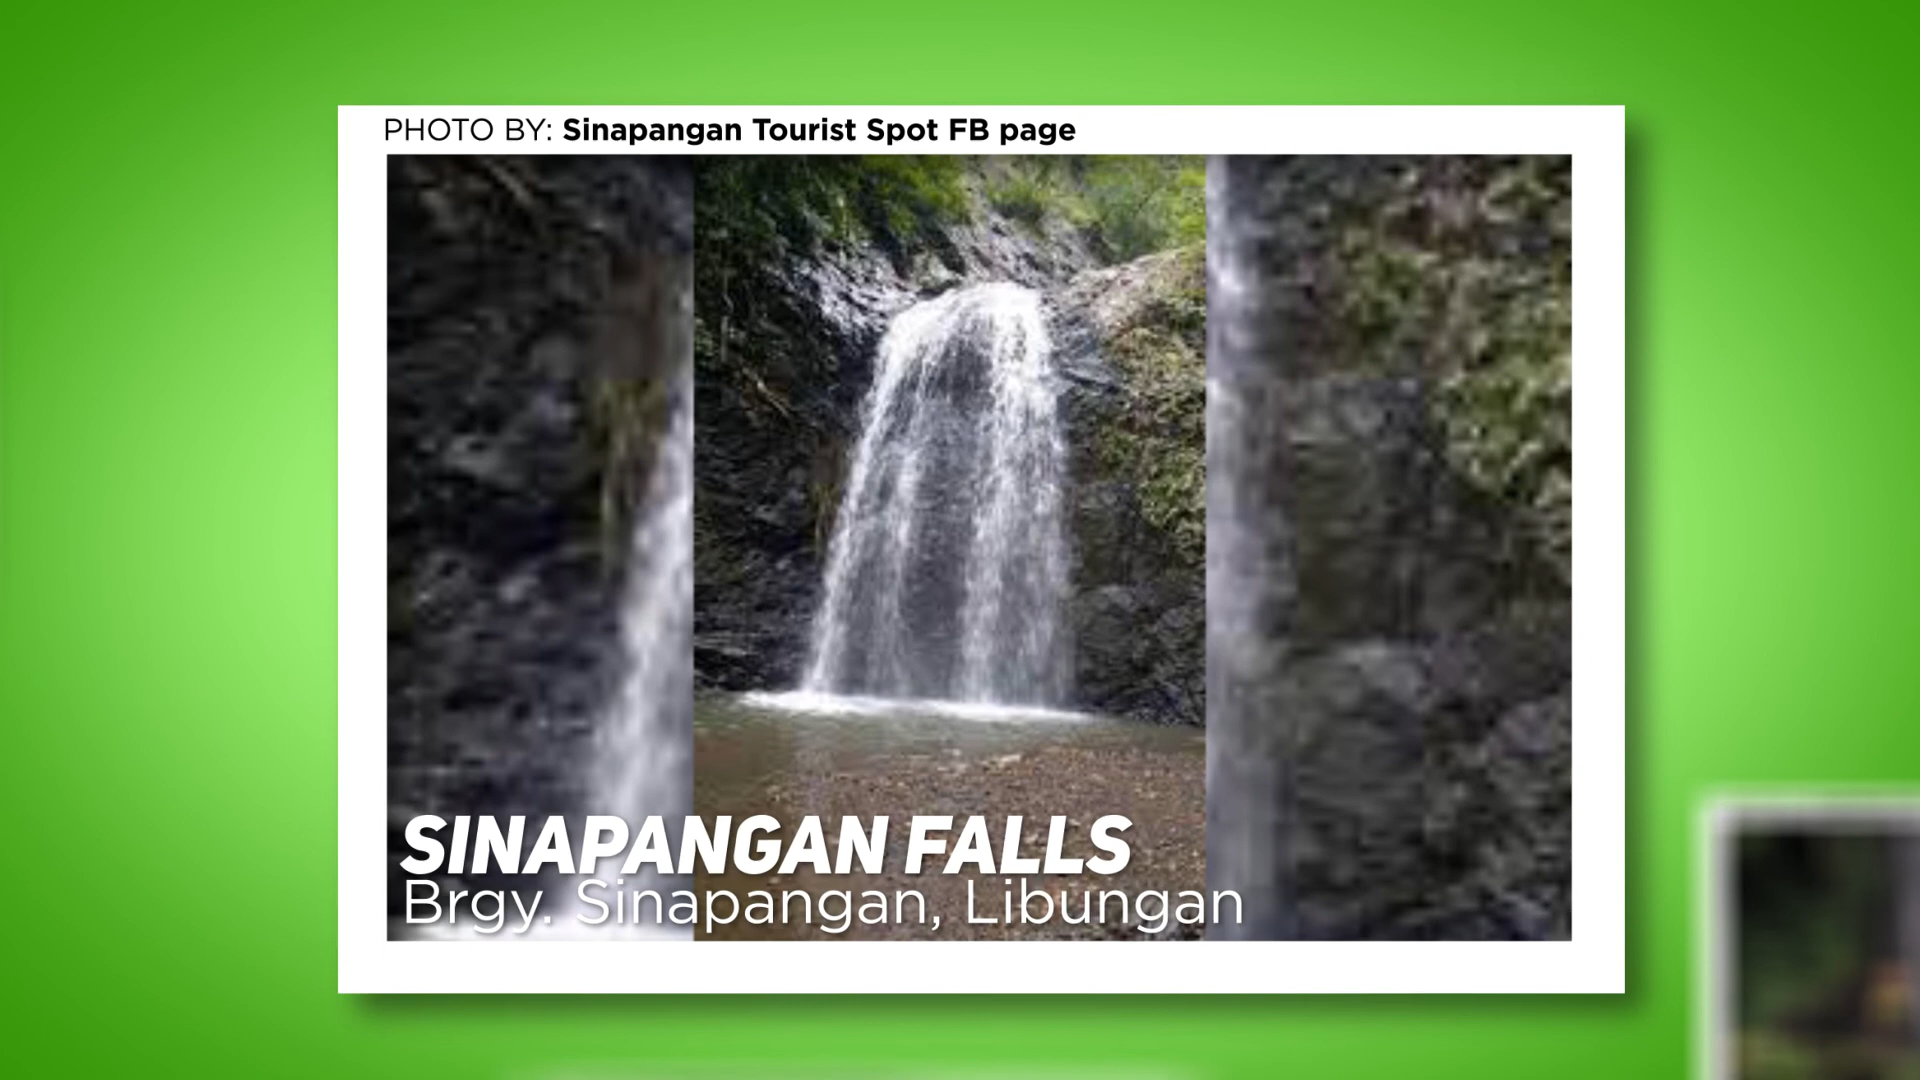 PHOTO BY: Sinapangan Tourist Spot FB page
SINAPANGAN FALLS
Brgy. Sinapangan, Libungan